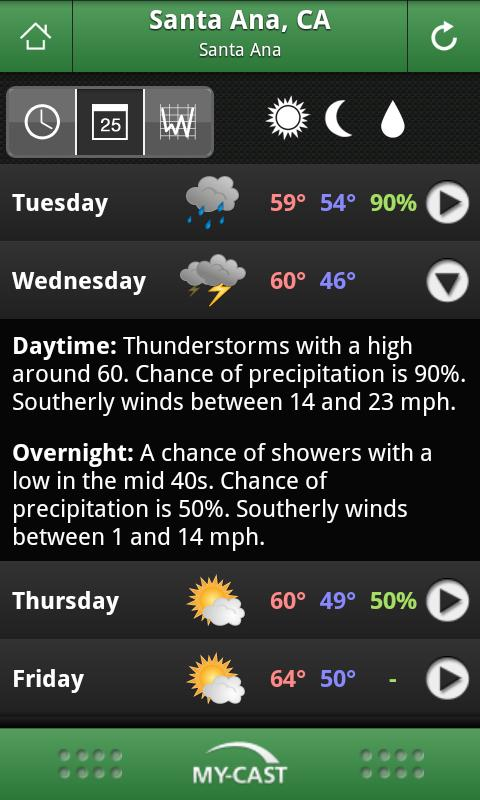 Santa Ana, CA
Santa Ana
25
Tuesday 59° 54° 90%
Wednesday 60° 46°
Daytime: Thunderstorms with a high
around 60. Chance of precipitation is 90%.
Southerly winds between 14 and 23 mph.
Overnight: A chance of showers with a
low in the mid 40s. Chance of
precipitation is 50%. Southerly winds
between 1 and 14 mph.
Thursday 60° 49° 50%
Friday 64° 50° -
MY-CAST